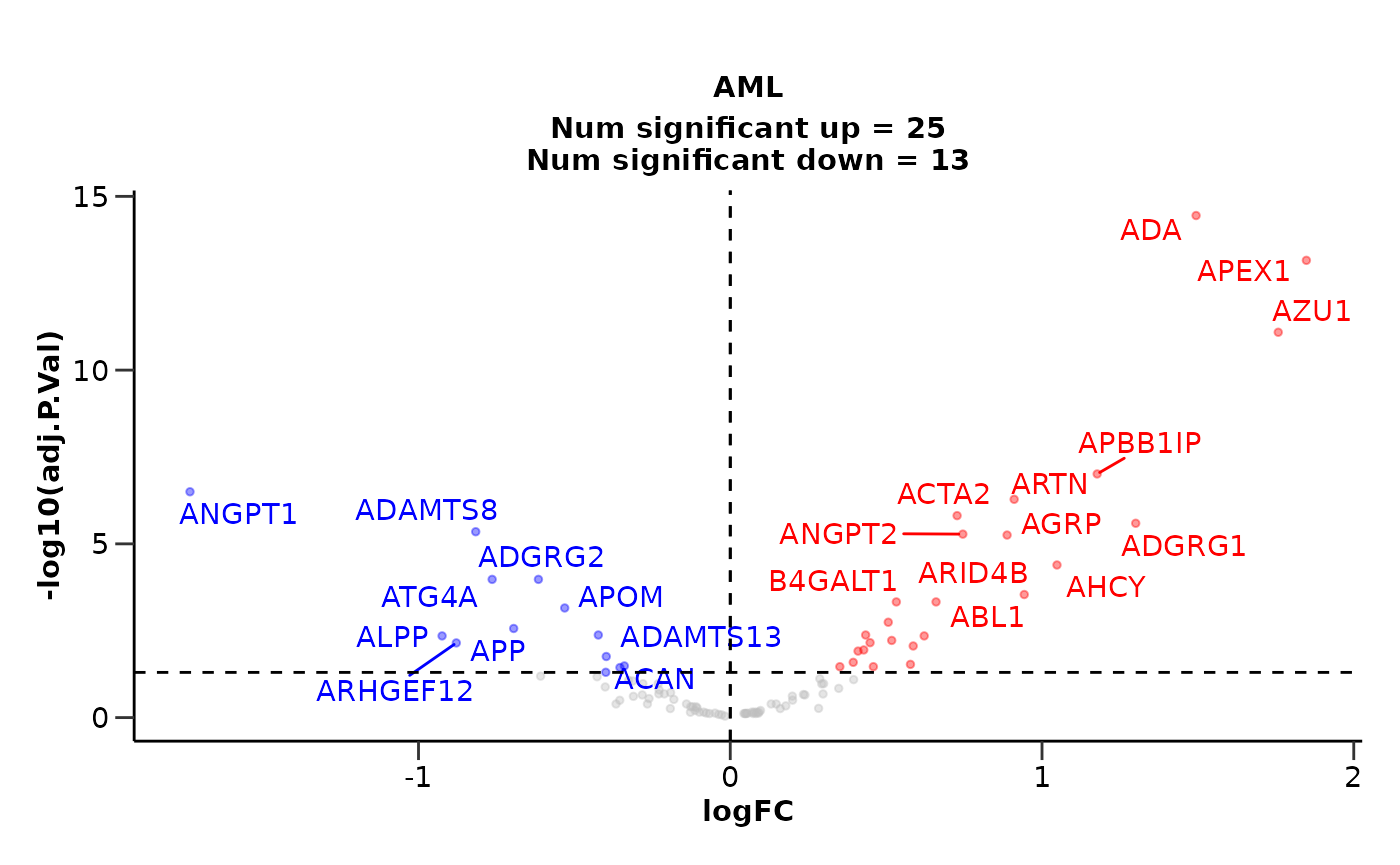 AML
Num significant up = 25
Num significant down = 13
15
ADA
APEX1
AZU1
10
APBB1IP
ARTN
ACTA2
ADAMTS8
ANGPT1
AGRP
ANGPT2
ADGRG1
5
ADGRG2
ARID4B
B4GALT1
AHCY
ATG4A
APOM
ABL1
ALPP
ADAMTS13
APP
ACAN
ARHGEF12
0
-log10(adj.P.Val)
-1
0
1
2
logFC